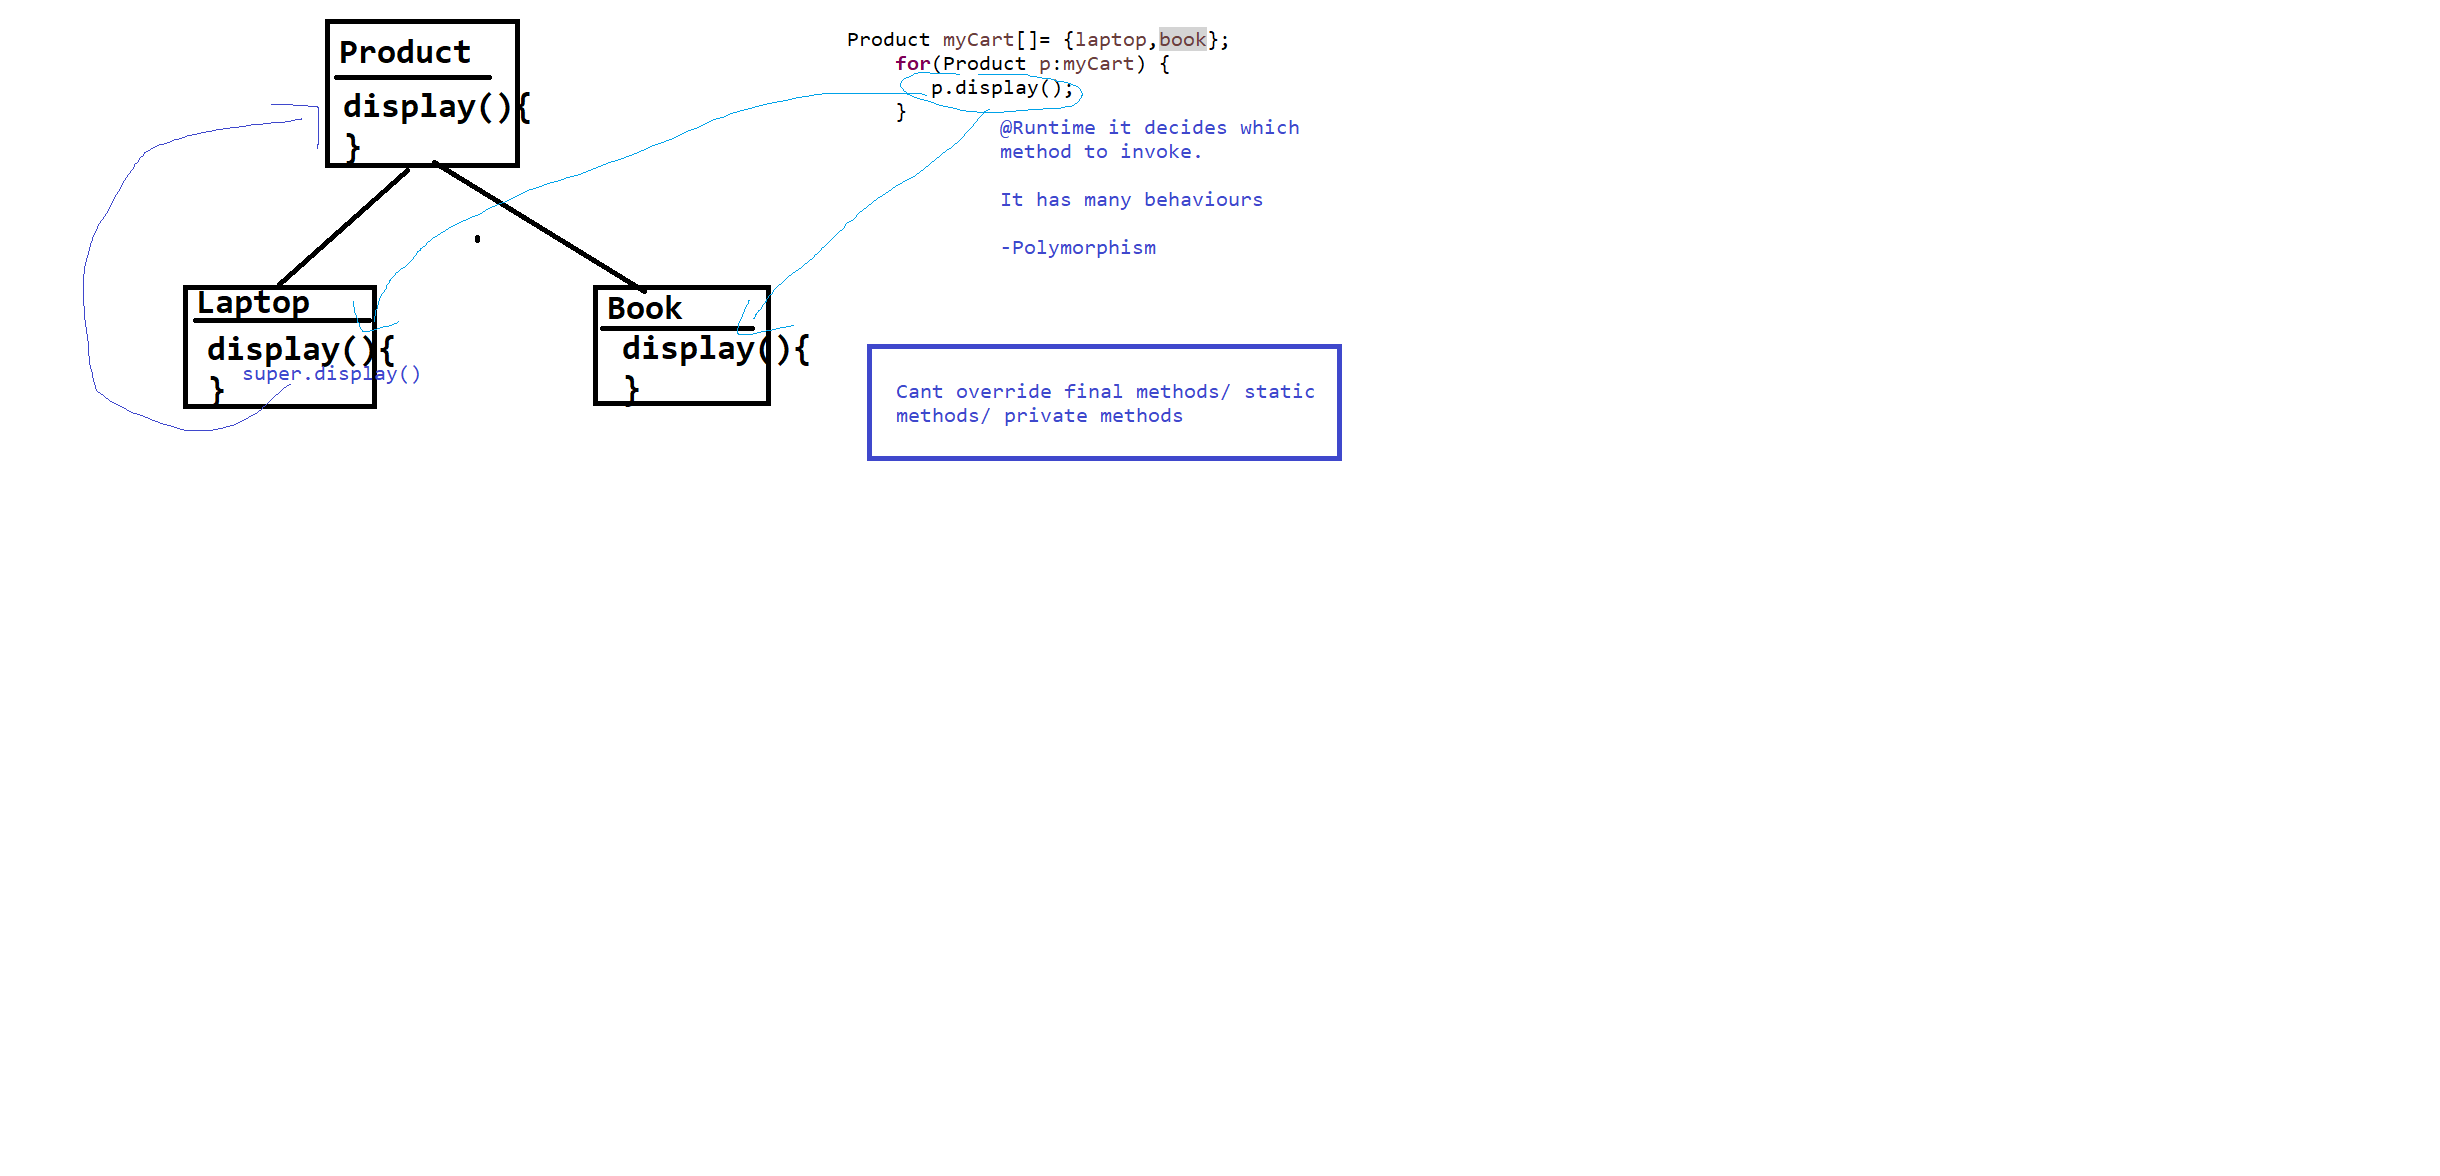 Product
display(){
}
Laptop
display(){
super.display()
}
Book
display(){
}
Product myCart[]= {laptop,book};
for(Product p:myCart) {
p.display();
}
@Runtime it decides which
method to invoke.
It has many behaviours
-Polymorphism
Cant override final methods/ static
methods/ private methods